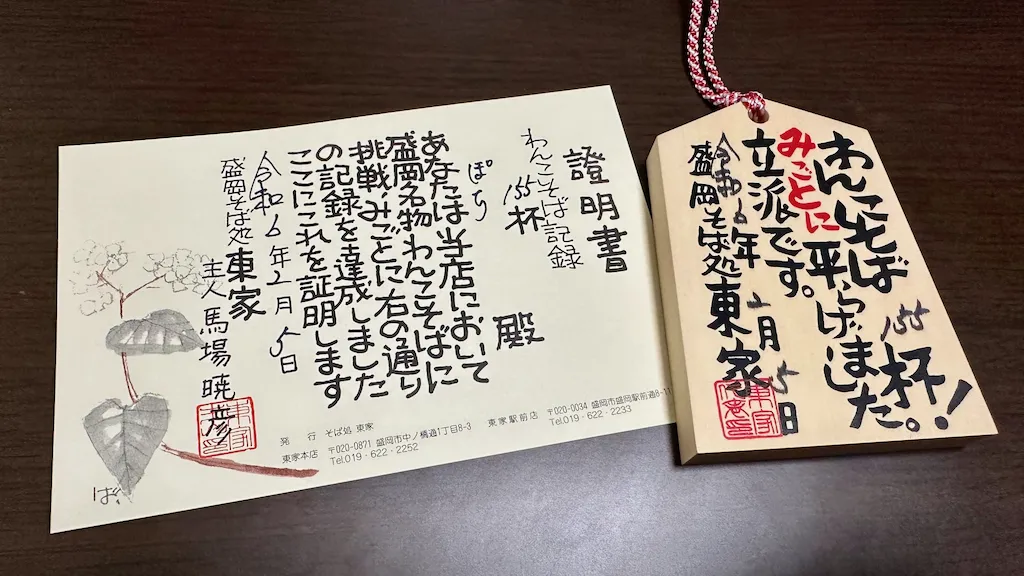 證明書
わんこそば記録
155杯
ぽち 殿
あなたは当店において
盛岡名物わんこそばに
挑戦・みごとに右の通り
の記録を達成しました
ここにこれを証明します
令和6年2月5日
盛岡そば処 東家
主人 馬場暁彦
ば
発 行 そば処 東家
東家本店 〒020-0871 盛岡市中ノ橋通1丁目8-3
Tel.019・622・2252
東家駅前店 〒020-0034 盛岡市盛岡駅前通8-11
Tel.019・622・2233
わんこそば 155杯!
みごとに平らげました。
立派です。
令和6年2月5日
盛岡そば処東家